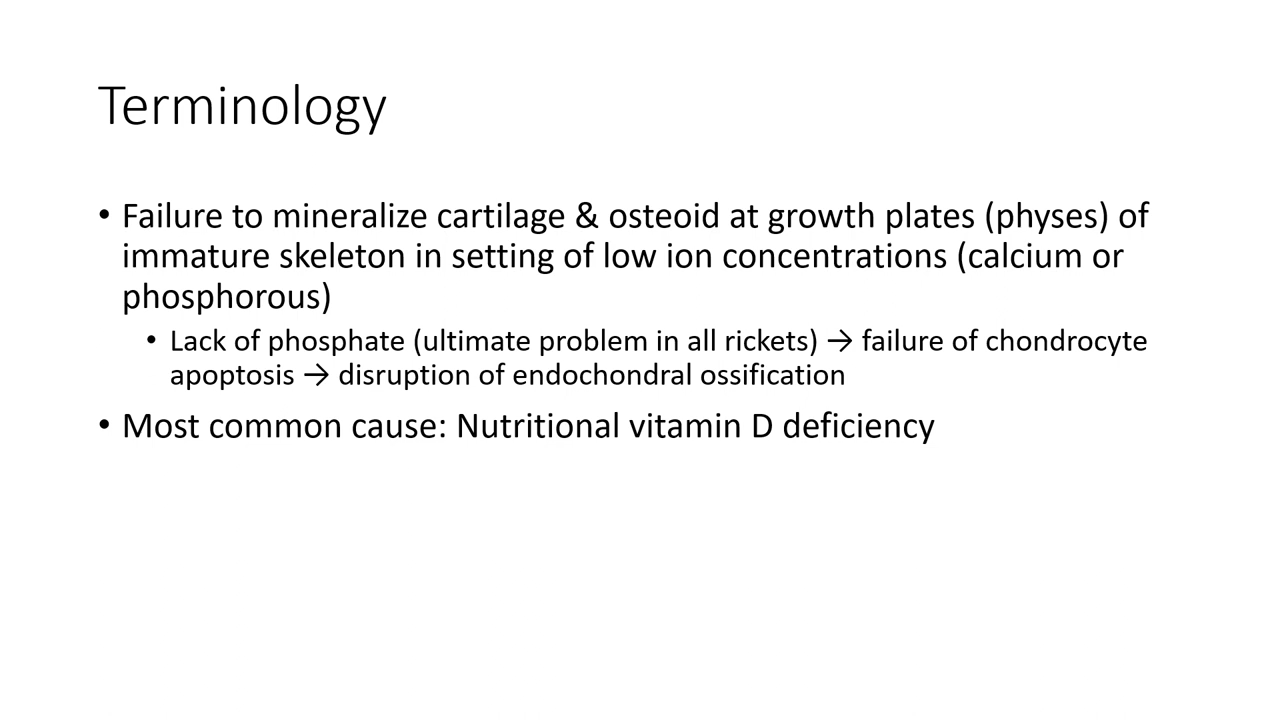 Terminology
• Failure to mineralize cartilage & osteoid at growth plates (physes) of
immature skeleton in setting of low ion concentrations (calcium or
phosphorous)
• Lack of phosphate (ultimate problem in all rickets) → failure of chondrocyte
apoptosis → disruption of endochondral ossification
• Most common cause: Nutritional vitamin D deficiency